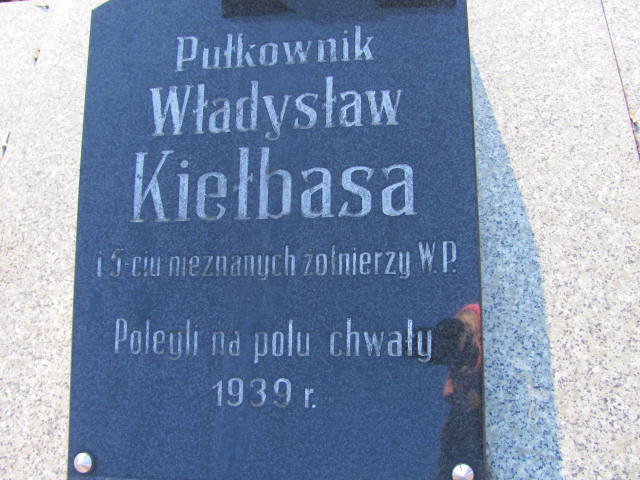 Pułkownik
Władysław
Kiełbasa
i 5-ciu nieznanych żołnierzy W.P.
Polegli na polu chwały
1939 r.